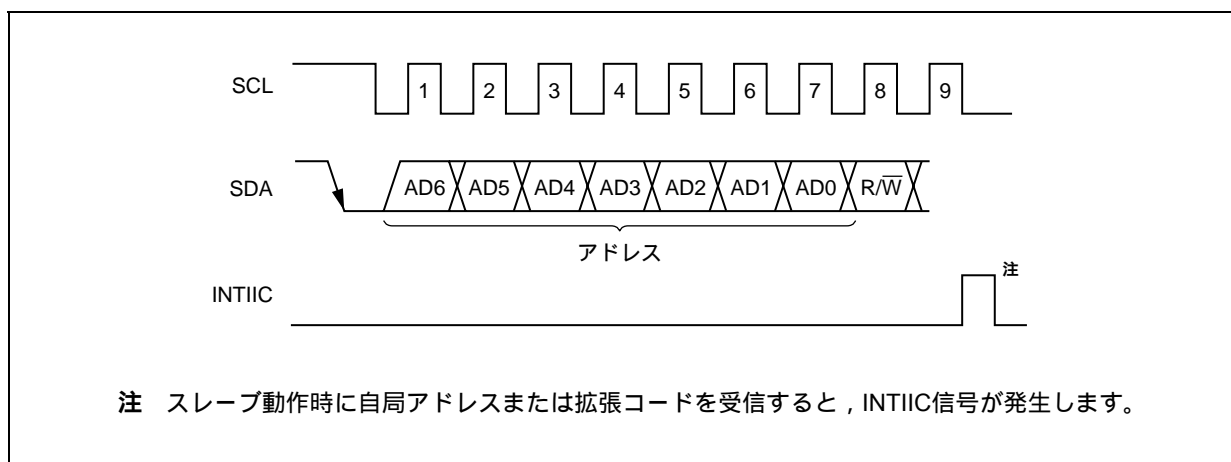 SCL 1 2 3 4 5 6 7 8 9
SDA AD6 AD5 AD4 AD3 AD2 AD1 AD0 R/W̅
アドレス
注
INTIIC
注 スレーブ動作時に自局アドレスまたは拡張コードを受信すると，INTIIC信号が発生します。